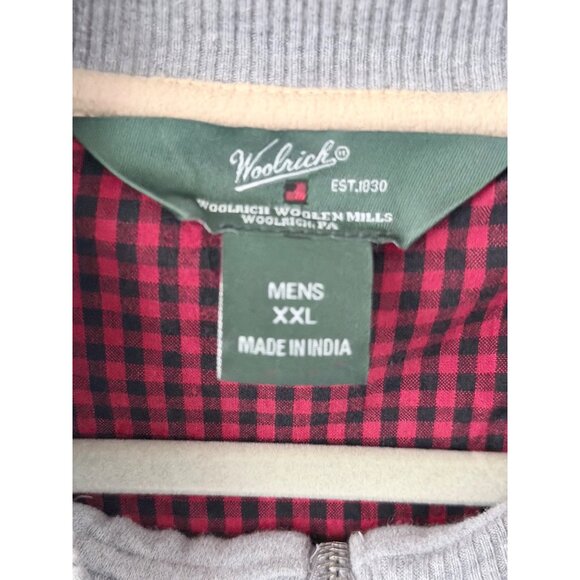 Woolrich®
EST.1830
WOOLRICH WOOLEN MILLS
WOOLRICH, PA
MENS
XXL
MADE IN INDIA